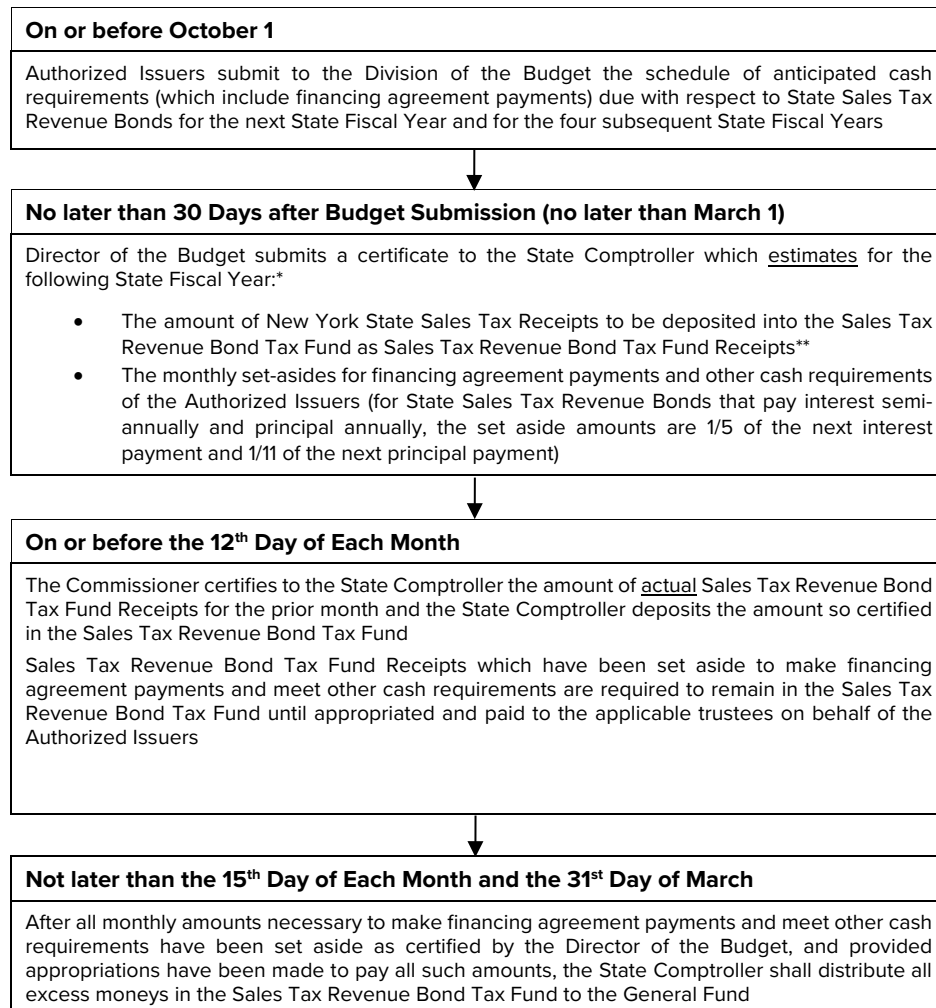 On or before October 1
Authorized Issuers submit to the Division of the Budget the schedule of anticipated cash
requirements (which include financing agreement payments) due with respect to State Sales Tax
Revenue Bonds for the next State Fiscal Year and for the four subsequent State Fiscal Years
No later than 30 Days after Budget Submission (no later than March 1)
Director of the Budget submits a certificate to the State Comptroller which estimates for the
following State Fiscal Year:*
• The amount of New York State Sales Tax Receipts to be deposited into the Sales Tax
Revenue Bond Tax Fund as Sales Tax Revenue Bond Tax Fund Receipts**
• The monthly set-asides for financing agreement payments and other cash requirements
of the Authorized Issuers (for State Sales Tax Revenue Bonds that pay interest semi-
annually and principal annually, the set aside amounts are 1/5 of the next interest
payment and 1/11 of the next principal payment)
On or before the 12th Day of Each Month
The Commissioner certifies to the State Comptroller the amount of actual Sales Tax Revenue Bond
Tax Fund Receipts for the prior month and the State Comptroller deposits the amount so certified
in the Sales Tax Revenue Bond Tax Fund
Sales Tax Revenue Bond Tax Fund Receipts which have been set aside to make financing
agreement payments and meet other cash requirements are required to remain in the Sales Tax
Revenue Bond Tax Fund until appropriated and paid to the applicable trustees on behalf of the
Authorized Issuers
Not later than the 15th Day of Each Month and the 31st Day of March
After all monthly amounts necessary to make financing agreement payments and meet other cash
requirements have been set aside as certified by the Director of the Budget, and provided
appropriations have been made to pay all such amounts, the State Comptroller shall distribute all
excess moneys in the Sales Tax Revenue Bond Tax Fund to the General Fund